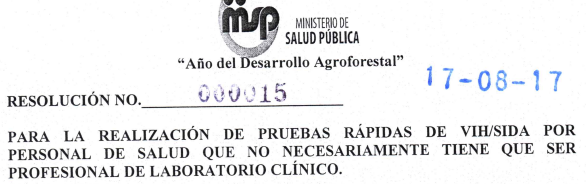 msp
MINISTERIO DE
SALUD PÚBLICA
“Año del Desarrollo Agroforestal”
17-08-17
RESOLUCIÓN NO. 000015
PARA LA REALIZACIÓN DE PRUEBAS RÁPIDAS DE VIH/SIDA POR
PERSONAL DE SALUD QUE NO NECESARIAMENTE TIENE QUE SER
PROFESIONAL DE LABORATORIO CLÍNICO.